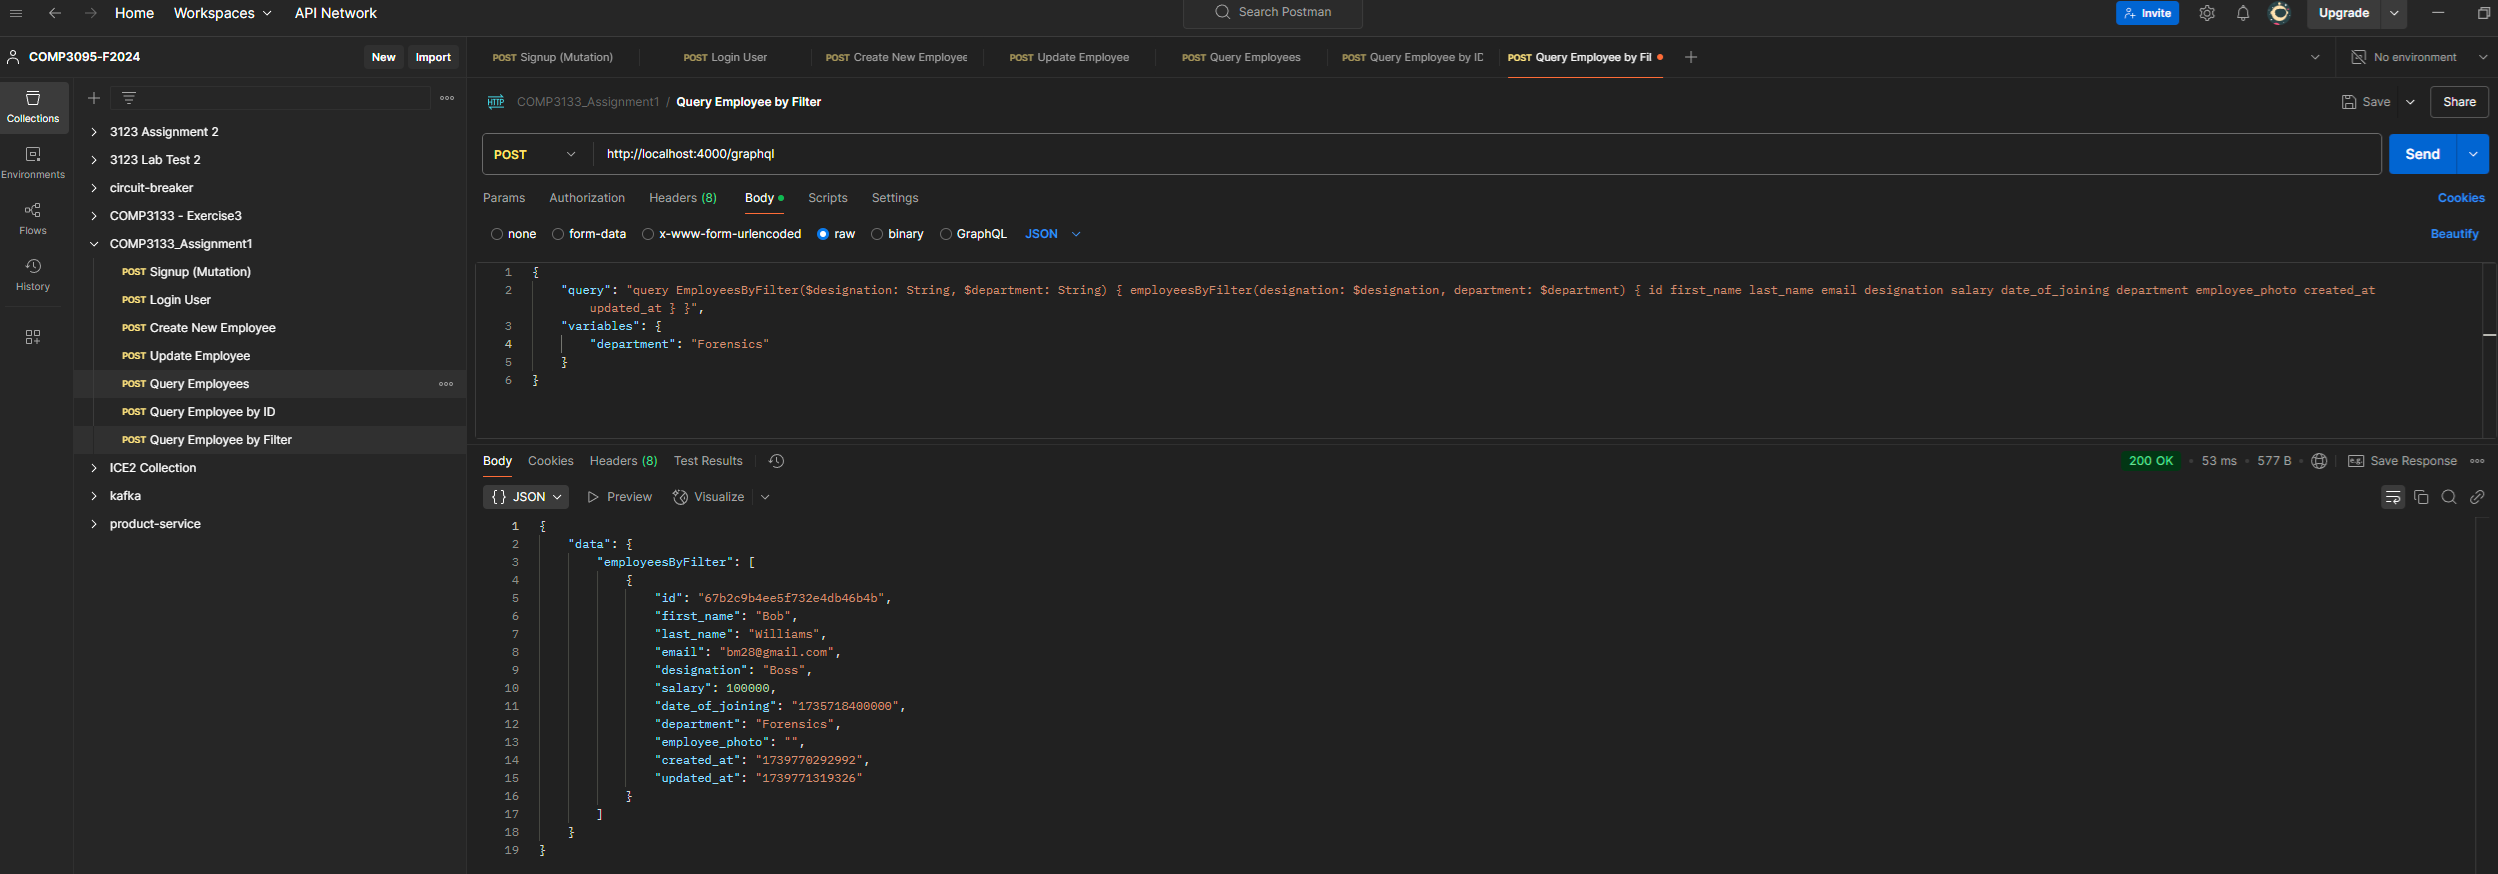 Home Workspaces API Network Search Postman Invite Upgrade
COMP3095-F2024 New Import
POST Signup (Mutation) POST Login User POST Create New Employee POST Update Employee POST Query Employees POST Query Employee by ID POST Query Employee by Fil No environment
Collections
Environments
Flows
History
3123 Assignment 2
3123 Lab Test 2
circuit-breaker
COMP3133 - Exercise3
COMP3133_Assignment1
POST Signup (Mutation)
POST Login User
POST Create New Employee
POST Update Employee
POST Query Employees
POST Query Employee by ID
POST Query Employee by Filter
ICE2 Collection
kafka
product-service
HTTP COMP3133_Assignment1 / Query Employee by Filter Save Share
POST http://localhost:4000/graphql Send
Params Authorization Headers (8) Body Scripts Settings Cookies
none form-data x-www-form-urlencoded raw binary GraphQL JSON Beautify
1 {
2 "query": "query EmployeesByFilter($designation: String, $department: String) { employeesByFilter(designation: $designation, department: $department) { id first_name last_name email designation salary date_of_joining department employee_photo created_at
updated_at } }",
3 "variables": {
4 "department": "Forensics"
5 }
6 }
Body Cookies Headers (8) Test Results 200 OK • 53 ms • 577 B • e.g. Save Response
{} JSON Preview Visualize
1 {
2 "data": {
3 "employeesByFilter": [
4 {
5 "id": "67b2c9b4ee5f732e4db46b4b",
6 "first_name": "Bob",
7 "last_name": "Williams",
8 "email": "bm28@gmail.com",
9 "designation": "Boss",
10 "salary": 100000,
11 "date_of_joining": "1735718400000",
12 "department": "Forensics",
13 "employee_photo": "",
14 "created_at": "1739770292992",
15 "updated_at": "1739771319326"
16 }
17 ]
18 }
19 }